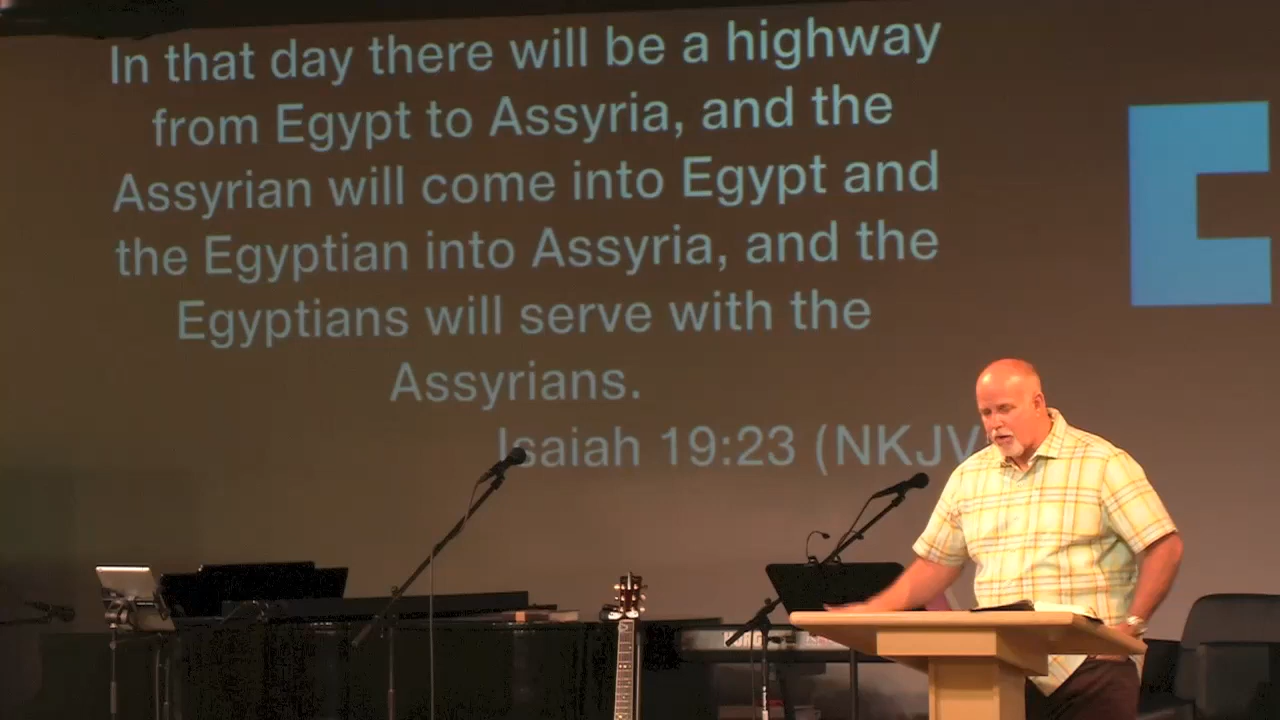 In that day there will be a highway
from Egypt to Assyria, and the
Assyrian will come into Egypt and
the Egyptian into Assyria, and the
Egyptians will serve with the
Assyrians.
Isaiah 19:23 (NKJV